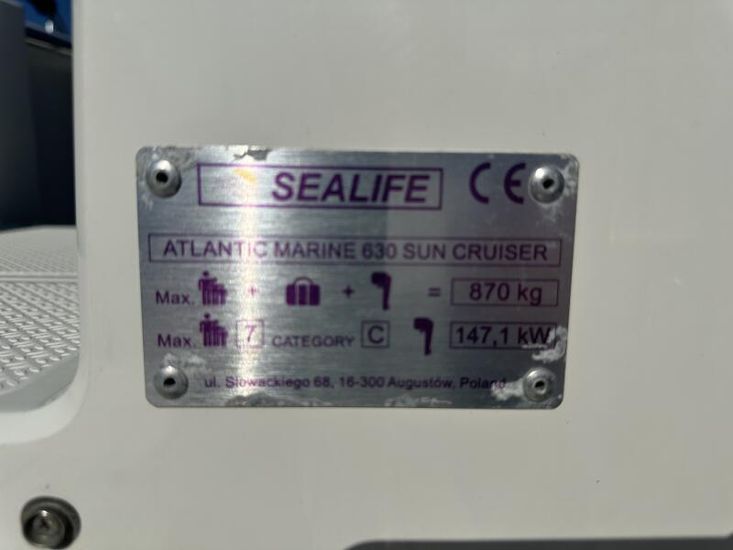 SEALIFE CE
ATLANTIC MARINE 630 SUN CRUISER
Max. + + = 870 kg
Max. 7 CATEGORY C 147,1 kW
ul. Słowackiego 68, 16-300 Augustów, Poland